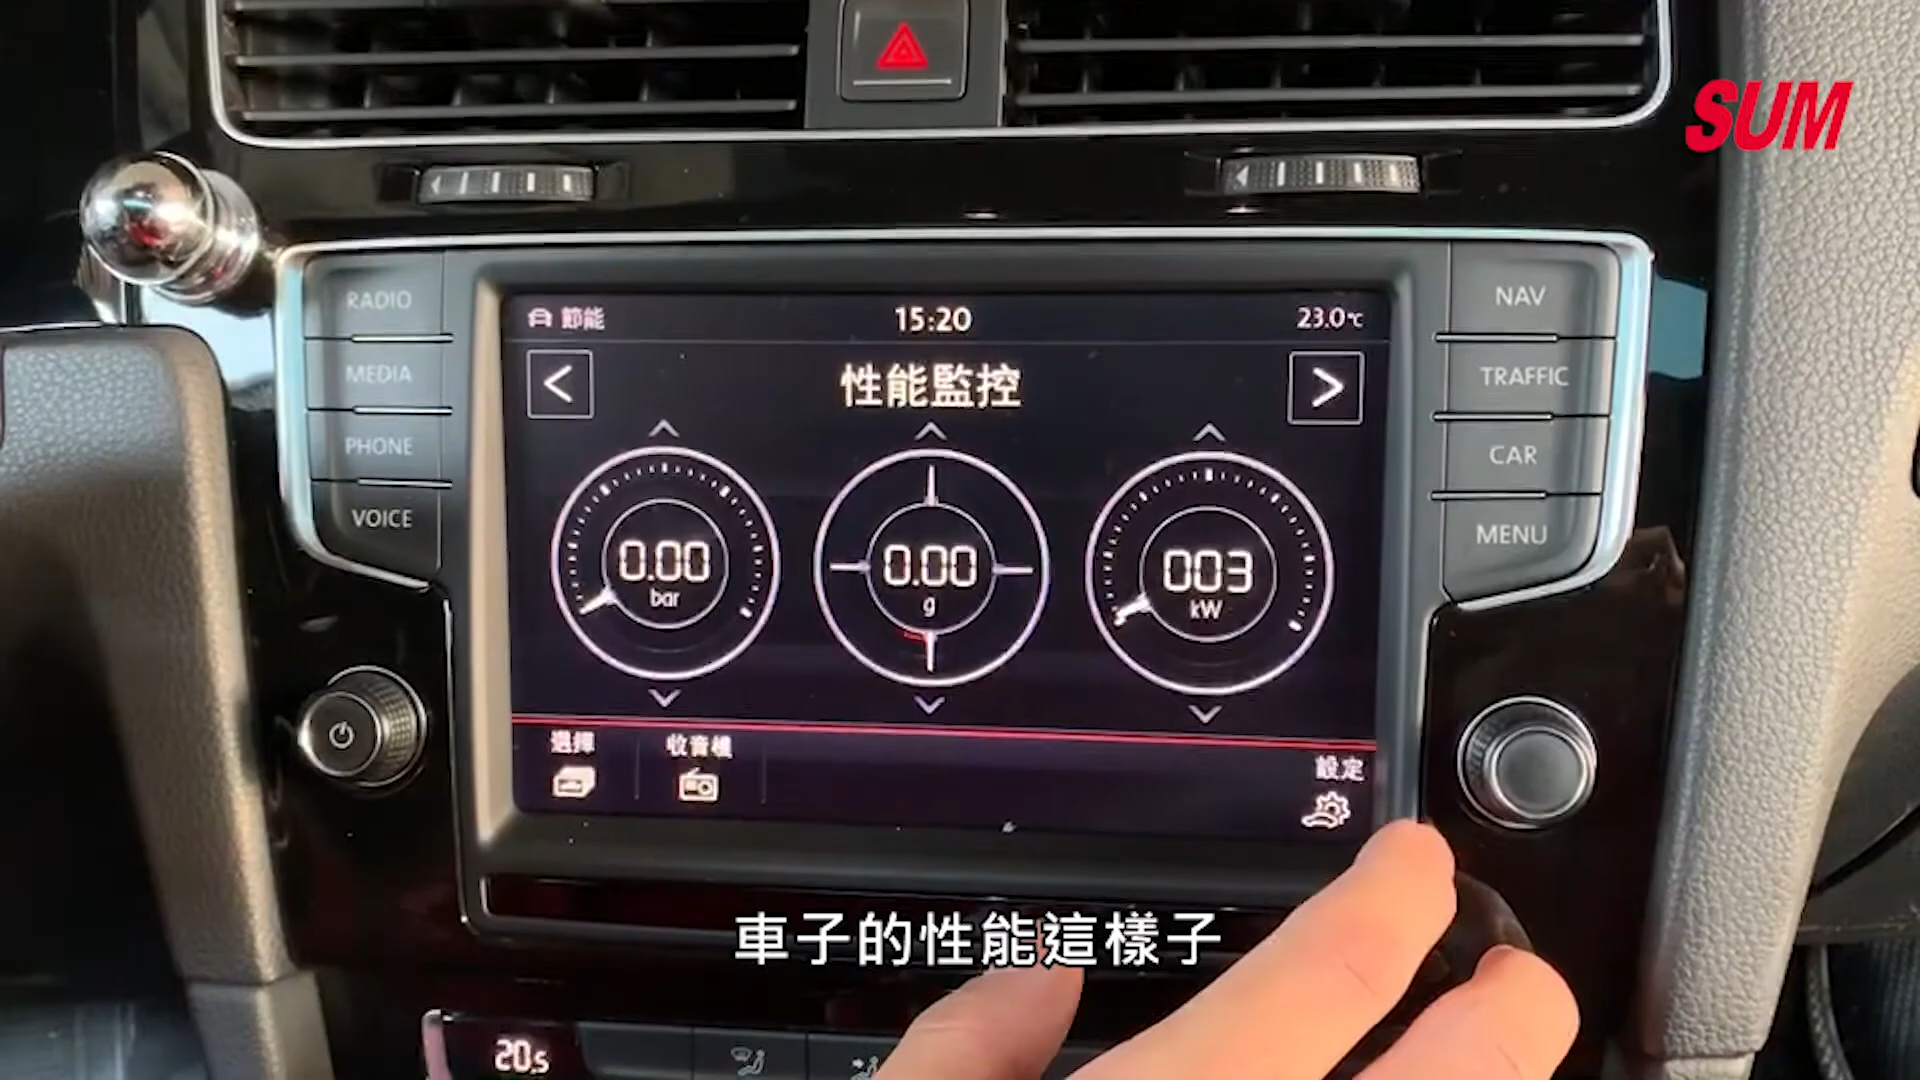 SUM
RADIO
MEDIA
PHONE
VOICE
NAV
TRAFFIC
CAR
MENU
節能
15:20
23.0℃
<
性能監控
>
0.00
bar
0.00
g
003
kW
選擇
收音機
設定
車子的性能這樣子
20.5